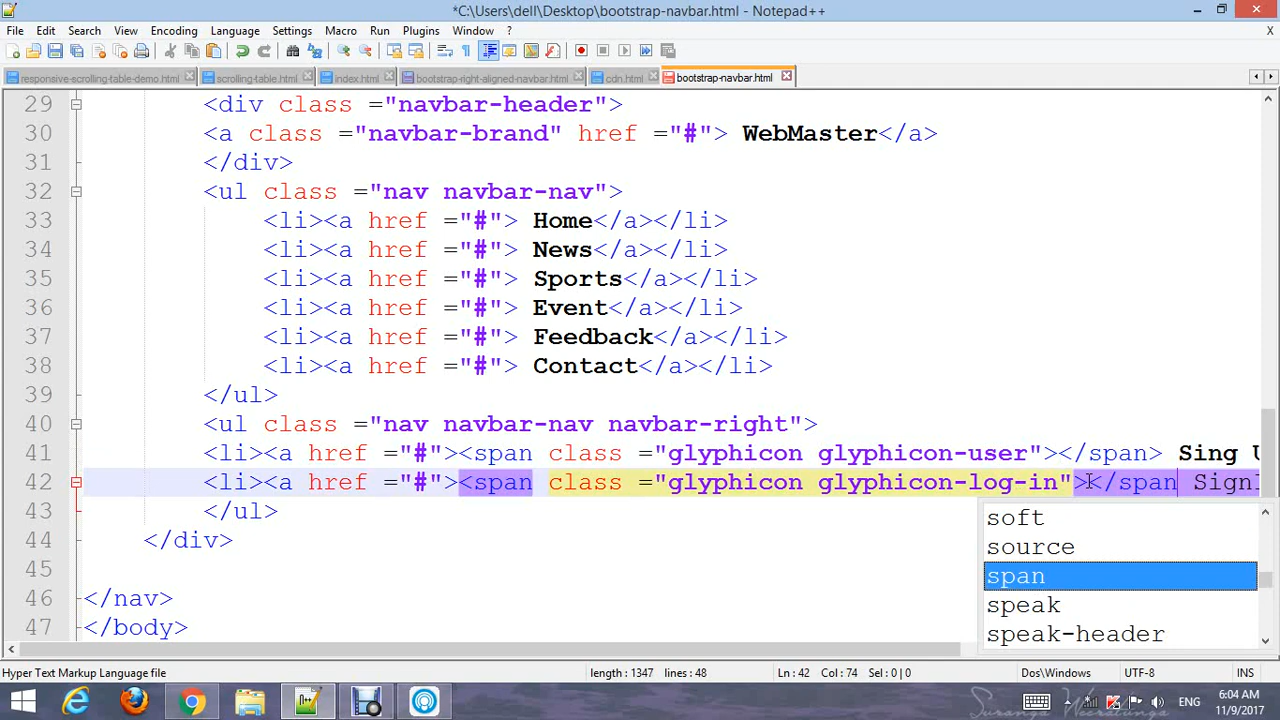 *C:\Users\dell\Desktop\bootstrap-navbar.html - Notepad++
File Edit Search View Encoding Language Settings Macro Run Plugins Window ? X
responsive-scrolling-table-demo.html scrolling-table.html index.html bootstrap-right-aligned-navbar.html cdn.html bootstrap-navbar.html
29 <div class ="navbar-header">
30 <a class ="navbar-brand" href ="#"> WebMaster</a>
31 </div>
32 <ul class ="nav navbar-nav">
33 <li><a href ="#"> Home</a></li>
34 <li><a href ="#"> News</a></li>
35 <li><a href ="#"> Sports</a></li>
36 <li><a href ="#"> Event</a></li>
37 <li><a href ="#"> Feedback</a></li>
38 <li><a href ="#"> Contact</a></li>
39 </ul>
40 <ul class ="nav navbar-nav navbar-right">
41 <li><a href ="#"><span class ="glyphicon glyphicon-user"></span> Sing U
42 <li><a href ="#"><span class ="glyphicon glyphicon-log-in"></span Sign
43 </ul>
44 </div>
45
46 </nav>
47 </body>
soft
source
span
speak
speak-header
Hyper Text Markup Language file length : 1347 lines : 48 Ln : 42 Col : 74 Sel : 0 | 0 Dos\Windows UTF-8 INS
Suranga Weeratunga
ENG
6:04 AM
11/9/2017